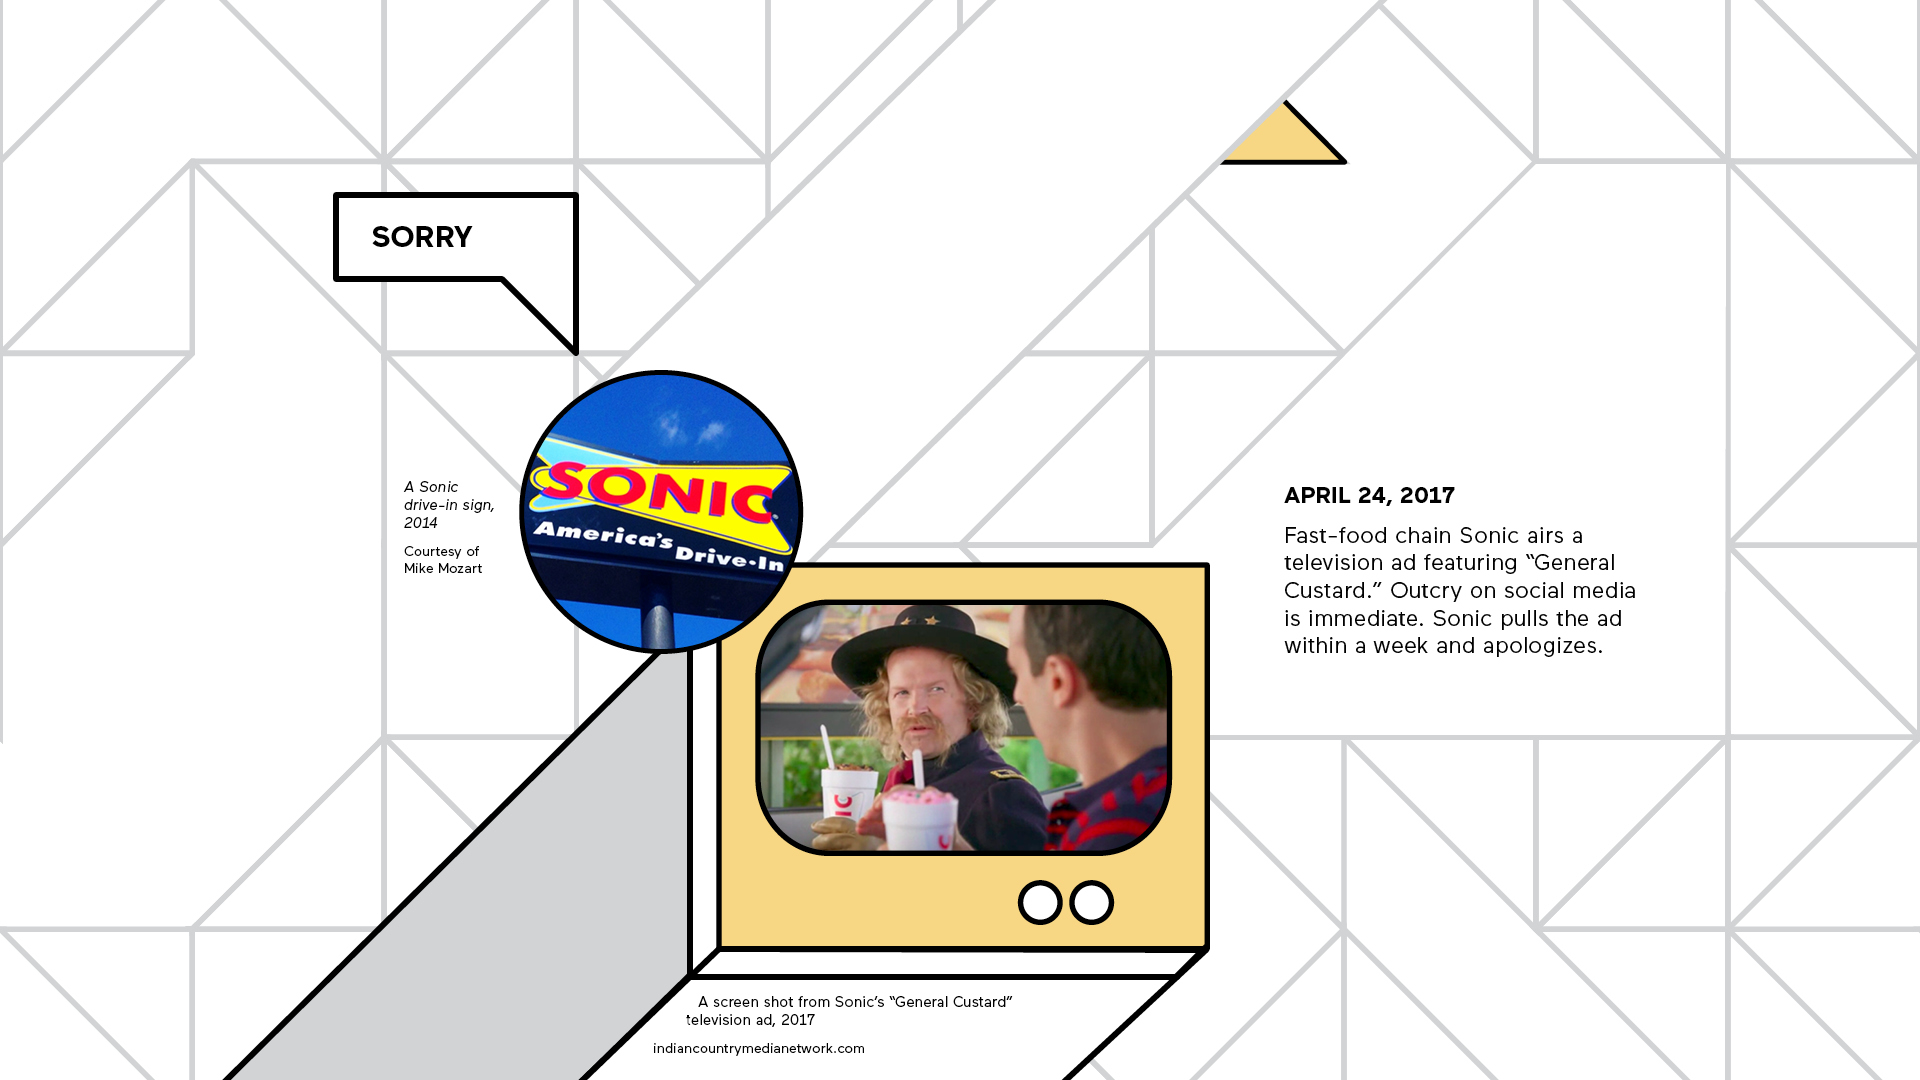 SORRY
A Sonic
drive-in sign,
2014
Courtesy of
Mike Mozart
SONIC
America's Drive·In
APRIL 24, 2017
Fast-food chain Sonic airs a
television ad featuring “General
Custard.” Outcry on social media
is immediate. Sonic pulls the ad
within a week and apologizes.
IC
C
A screen shot from Sonic’s “General Custard”
television ad, 2017
indiancountrymedianetwork.com